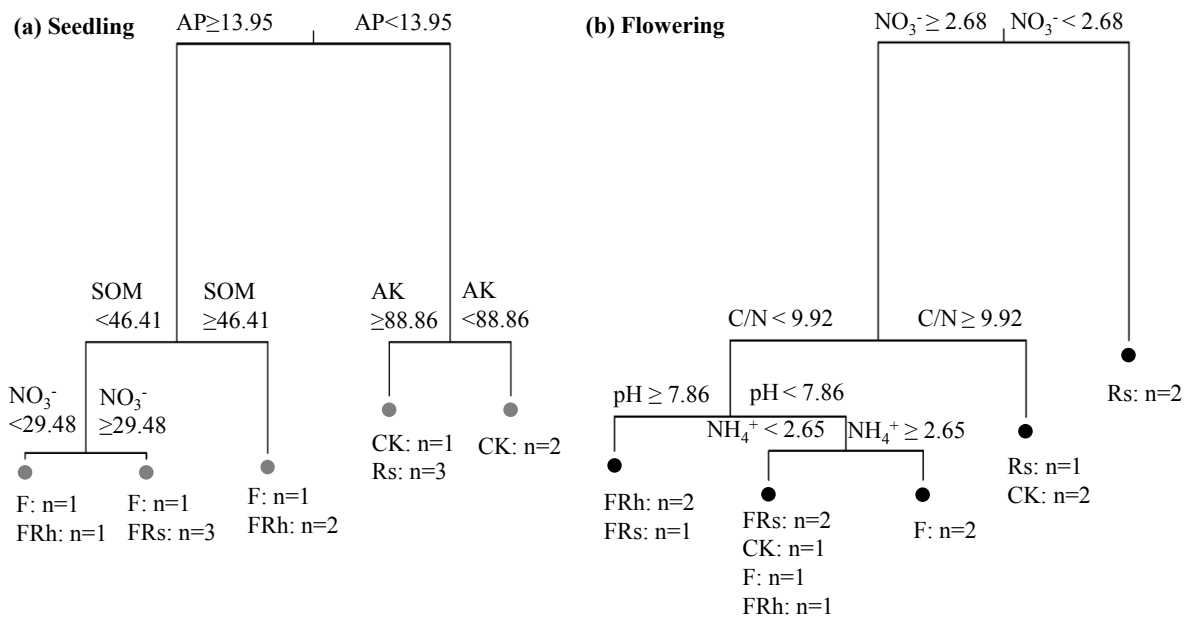 (a) Seedling
AP≥13.95
AP<13.95
SOM
<46.41
SOM
≥46.41
AK
≥88.86
AK
<88.86
NO₃⁻
<29.48
NO₃⁻
≥29.48
F: n=1
FRh: n=1
F: n=1
FRs: n=3
F: n=1
FRh: n=2
CK: n=1
Rs: n=3
CK: n=2
(b) Flowering
NO₃⁻ ≥ 2.68
NO₃⁻ < 2.68
C/N < 9.92
C/N ≥ 9.92
pH ≥ 7.86
pH < 7.86
NH₄⁺ < 2.65
NH₄⁺ ≥ 2.65
FRh: n=2
FRs: n=1
FRs: n=2
CK: n=1
F: n=1
FRh: n=1
F: n=2
Rs: n=1
CK: n=2
Rs: n=2